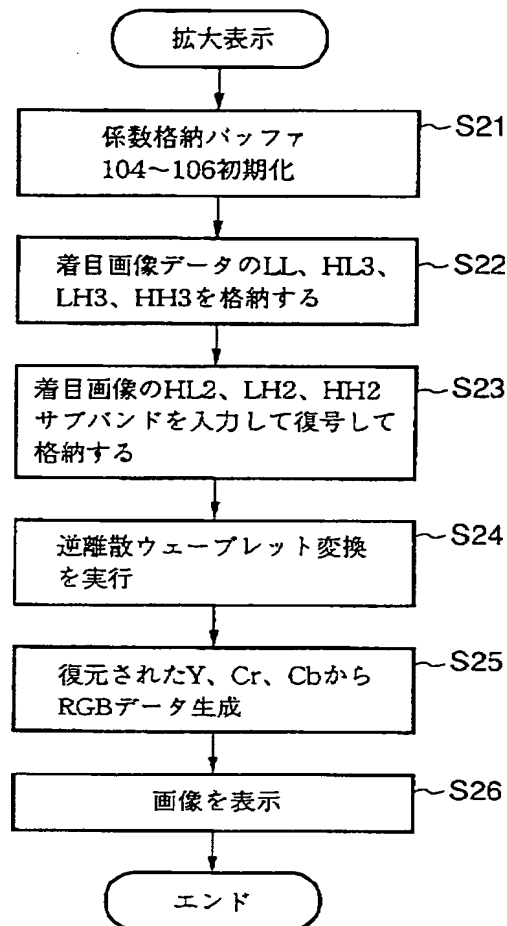 拡大表示
係数格納バッファ
104~106初期化
S21
着目画像データのLL、HL3、
LH3、HH3を格納する
S22
着目画像のHL2、LH2、HH2
サブバンドを入力して復号して
格納する
S23
逆離散ウェーブレット変換
を実行
S24
復元されたY、Cr、Cbから
RGBデータ生成
S25
画像を表示
S26
エンド